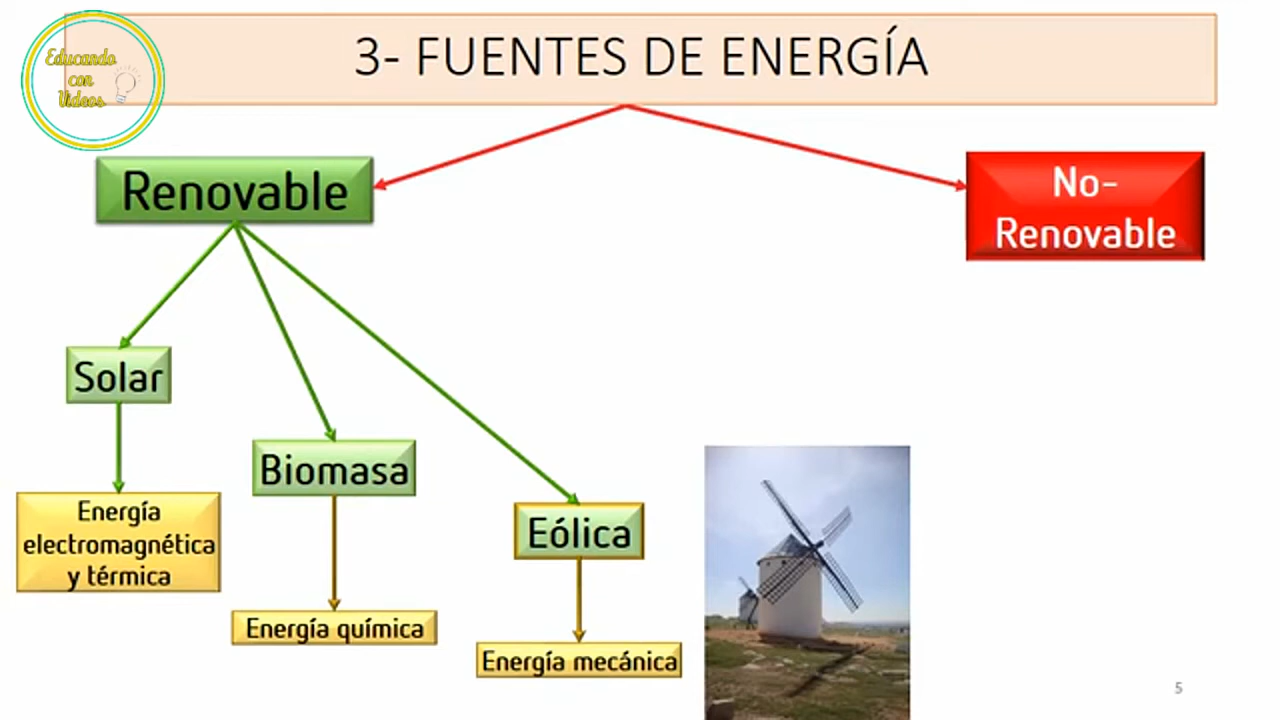 Educando
con
Videos
3- FUENTES DE ENERGÍA
Renovable
No-
Renovable
Solar
Biomasa
Eólica
Energía
electromagnética
y térmica
Energía química
Energía mecánica
5